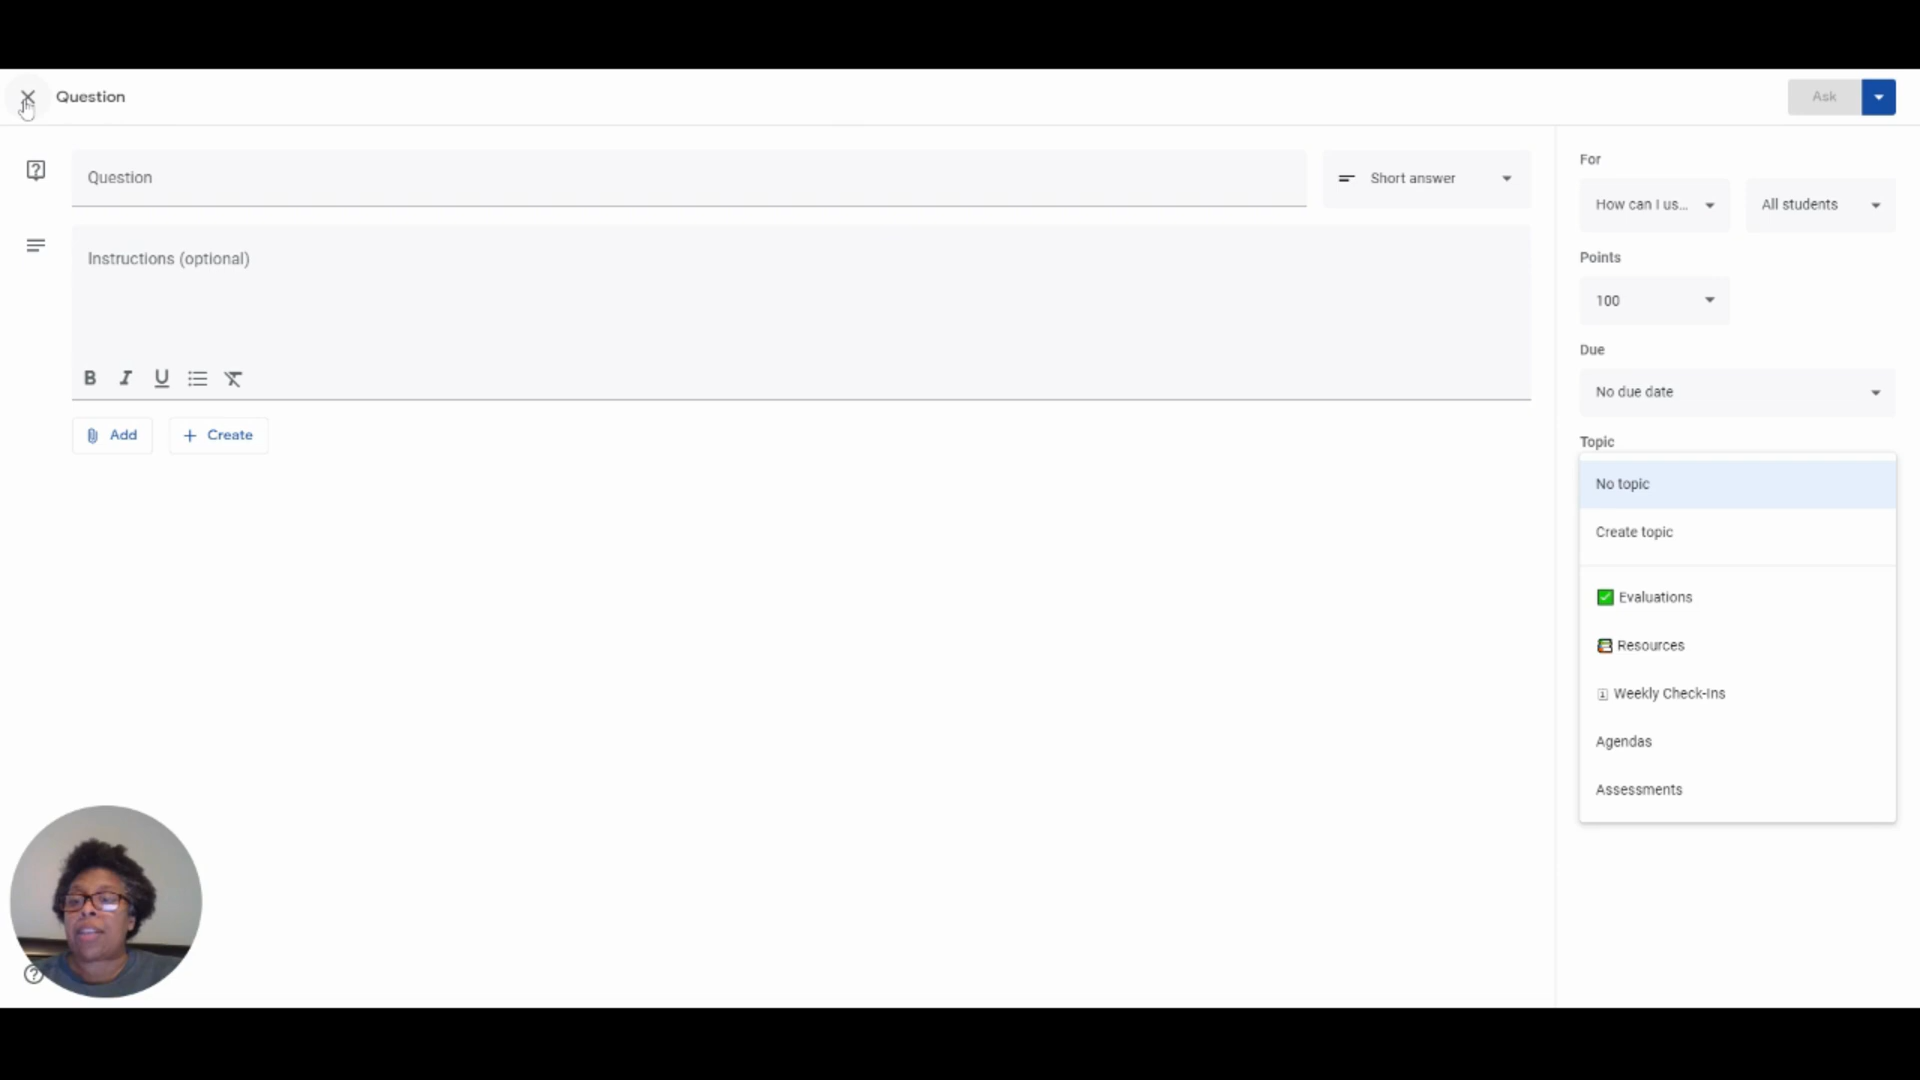 Question
Ask
Question
Short answer
Instructions (optional)
B I U
Add
Create
For
How can I us...
All students
Points
100
Due
No due date
Topic
No topic
Create topic
✅ Evaluations
📚 Resources
Weekly Check-Ins
Agendas
Assessments